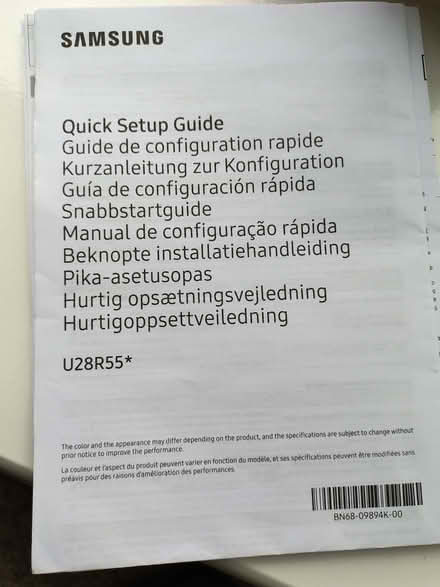 SAMSUNG
Quick Setup Guide
Guide de configuration rapide
Kurzanleitung zur Konfiguration
Guía de configuración rápida
Snabbstartguide
Manual de configuração rápida
Beknopte installatiehandleiding
Pika-asetusopas
Hurtig opsætningsvejledning
Hurtigoppsettveiledning
U28R55*
The color and the appearance may differ depending on the product, and the specifications are subject to change without
prior notice to improve the performance.
La couleur et l'aspect du produit peuvent varier en fonction du modèle, et ses spécifications peuvent être modifiées sans
préavis pour des raisons d'amélioration des performances.
BN68-09894K-00